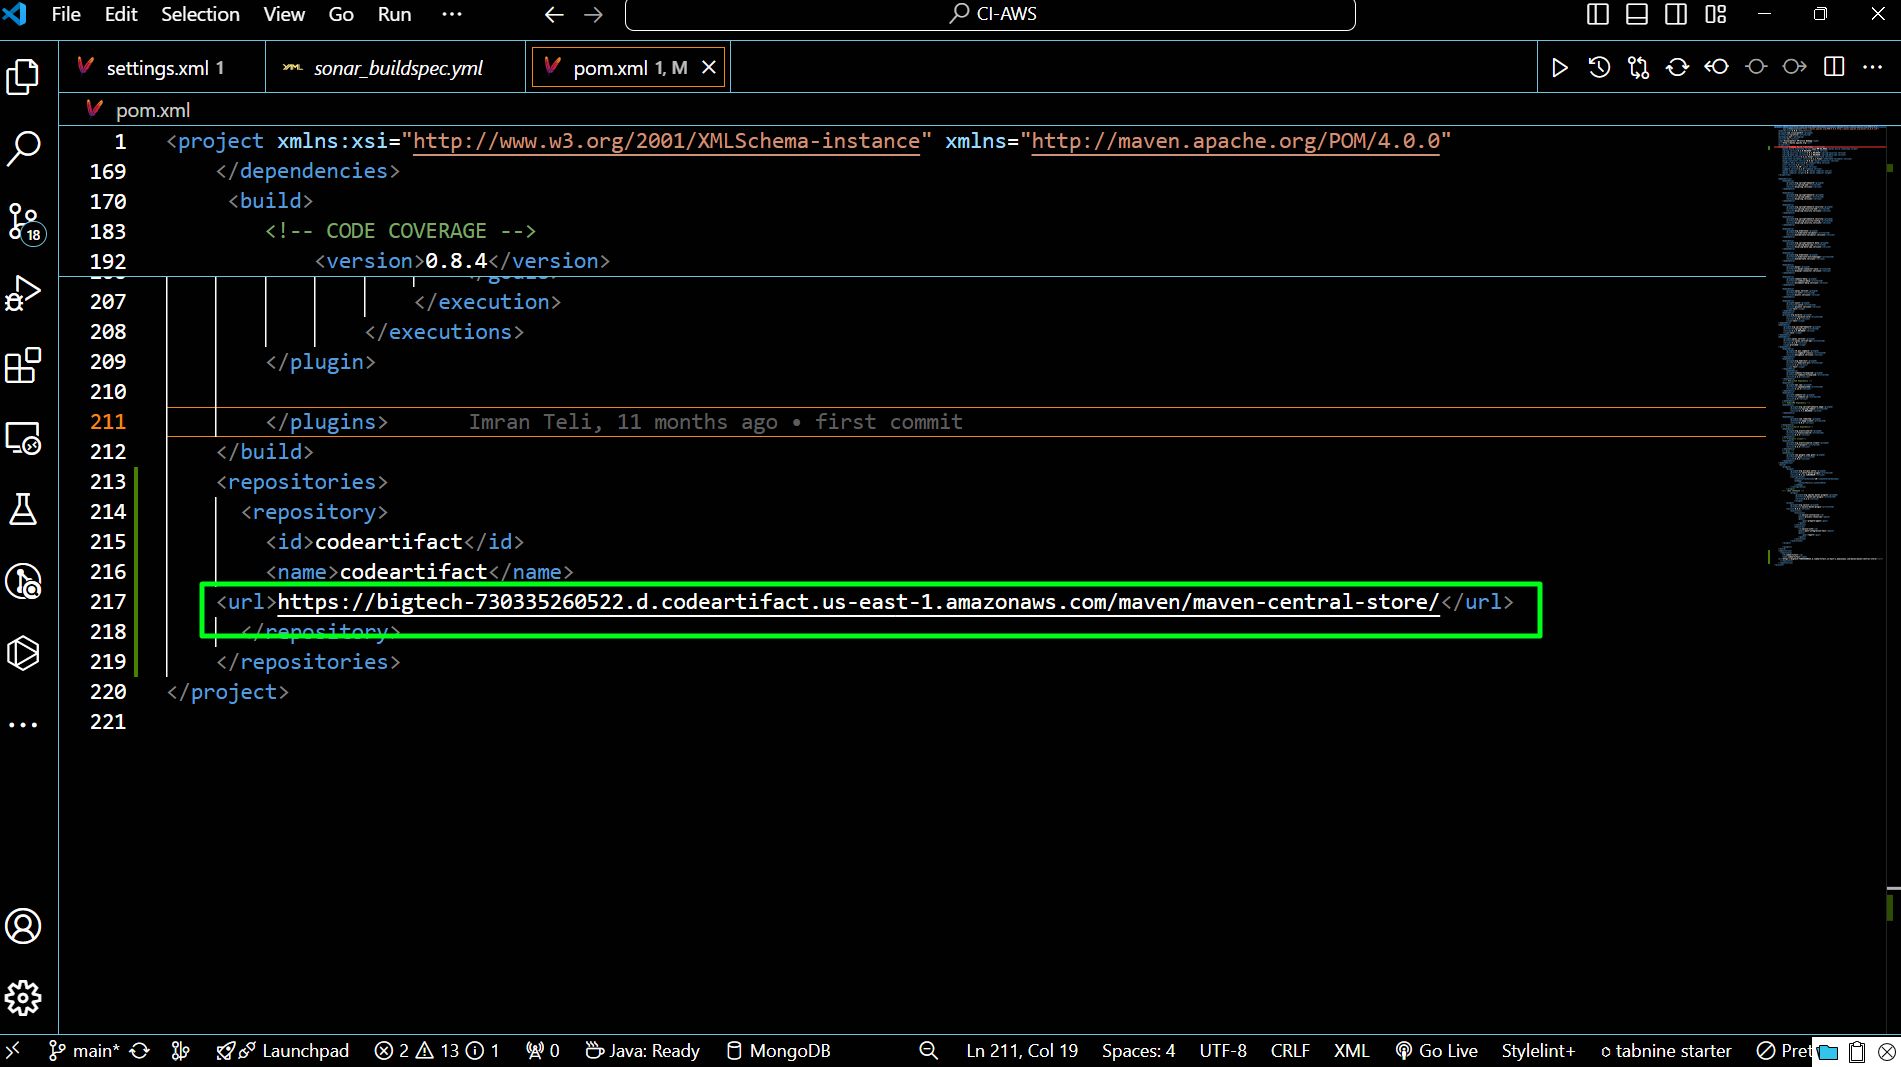 File Edit Selection View Go Run ··· CI-AWS
settings.xml 1 sonar_buildspec.yml pom.xml 1, M
pom.xml
1 <project xmlns:xsi="http://www.w3.org/2001/XMLSchema-instance" xmlns="http://maven.apache.org/POM/4.0.0"
169 </dependencies>
170 <build>
183 <!-- CODE COVERAGE -->
192 <version>0.8.4</version>
207 </execution>
208 </executions>
209 </plugin>
210
211 </plugins> Imran Teli, 11 months ago • first commit
212 </build>
213 <repositories>
214 <repository>
215 <id>codeartifact</id>
216 <name>codeartifact</name>
217 <url>https://bigtech-730335260522.d.codeartifact.us-east-1.amazonaws.com/maven/maven-central-store/</url>
218 </repository>
219 </repositories>
220 </project>
221
18
main* Launchpad 2 13 1 0 Java: Ready MongoDB Ln 211, Col 19 Spaces: 4 UTF-8 CRLF XML Go Live Stylelint+ tabnine starter Pret